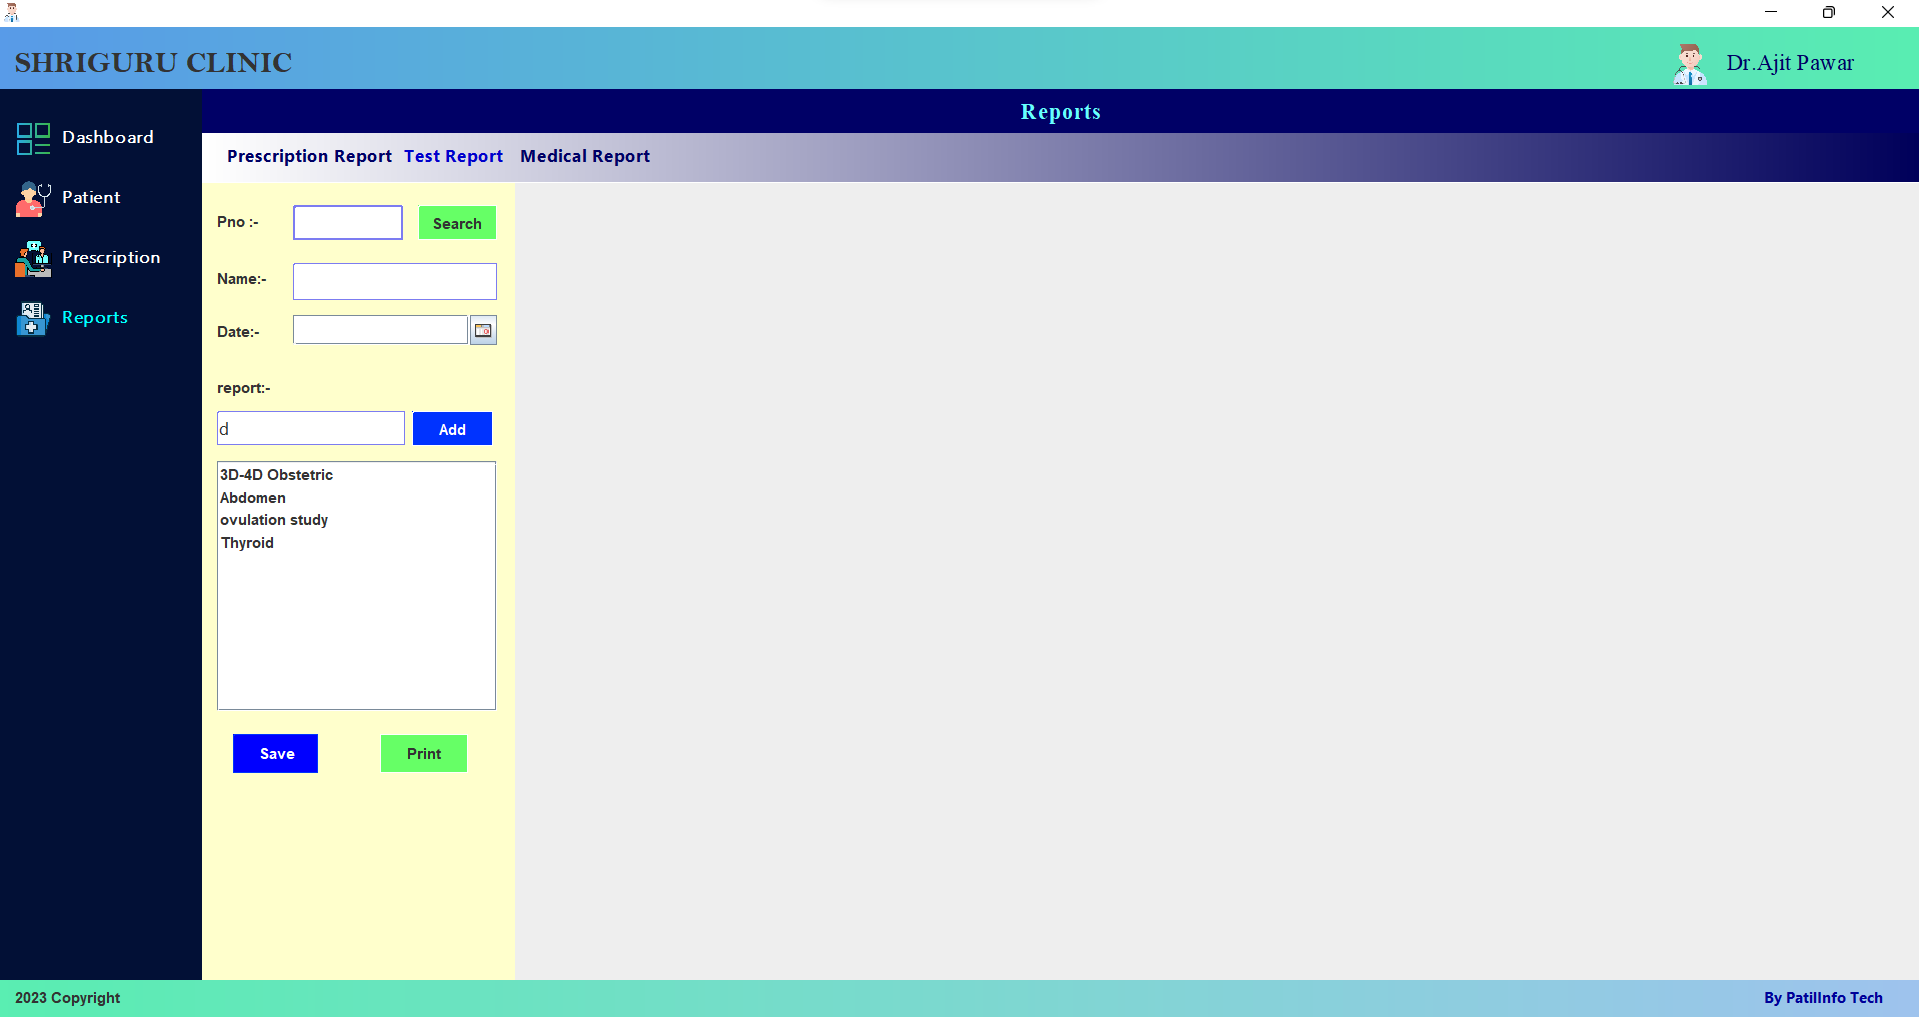 SHRIGURU CLINIC
Dr.Ajit Pawar
Dashboard
Patient
Prescription
Reports
Reports
Prescription Report Test Report Medical Report
Pno :- Search
Name:-
Date:-
report:-
d Add
3D-4D Obstetric
Abdomen
ovulation study
Thyroid
Save Print
2023 Copyright
By PatilInfo Tech